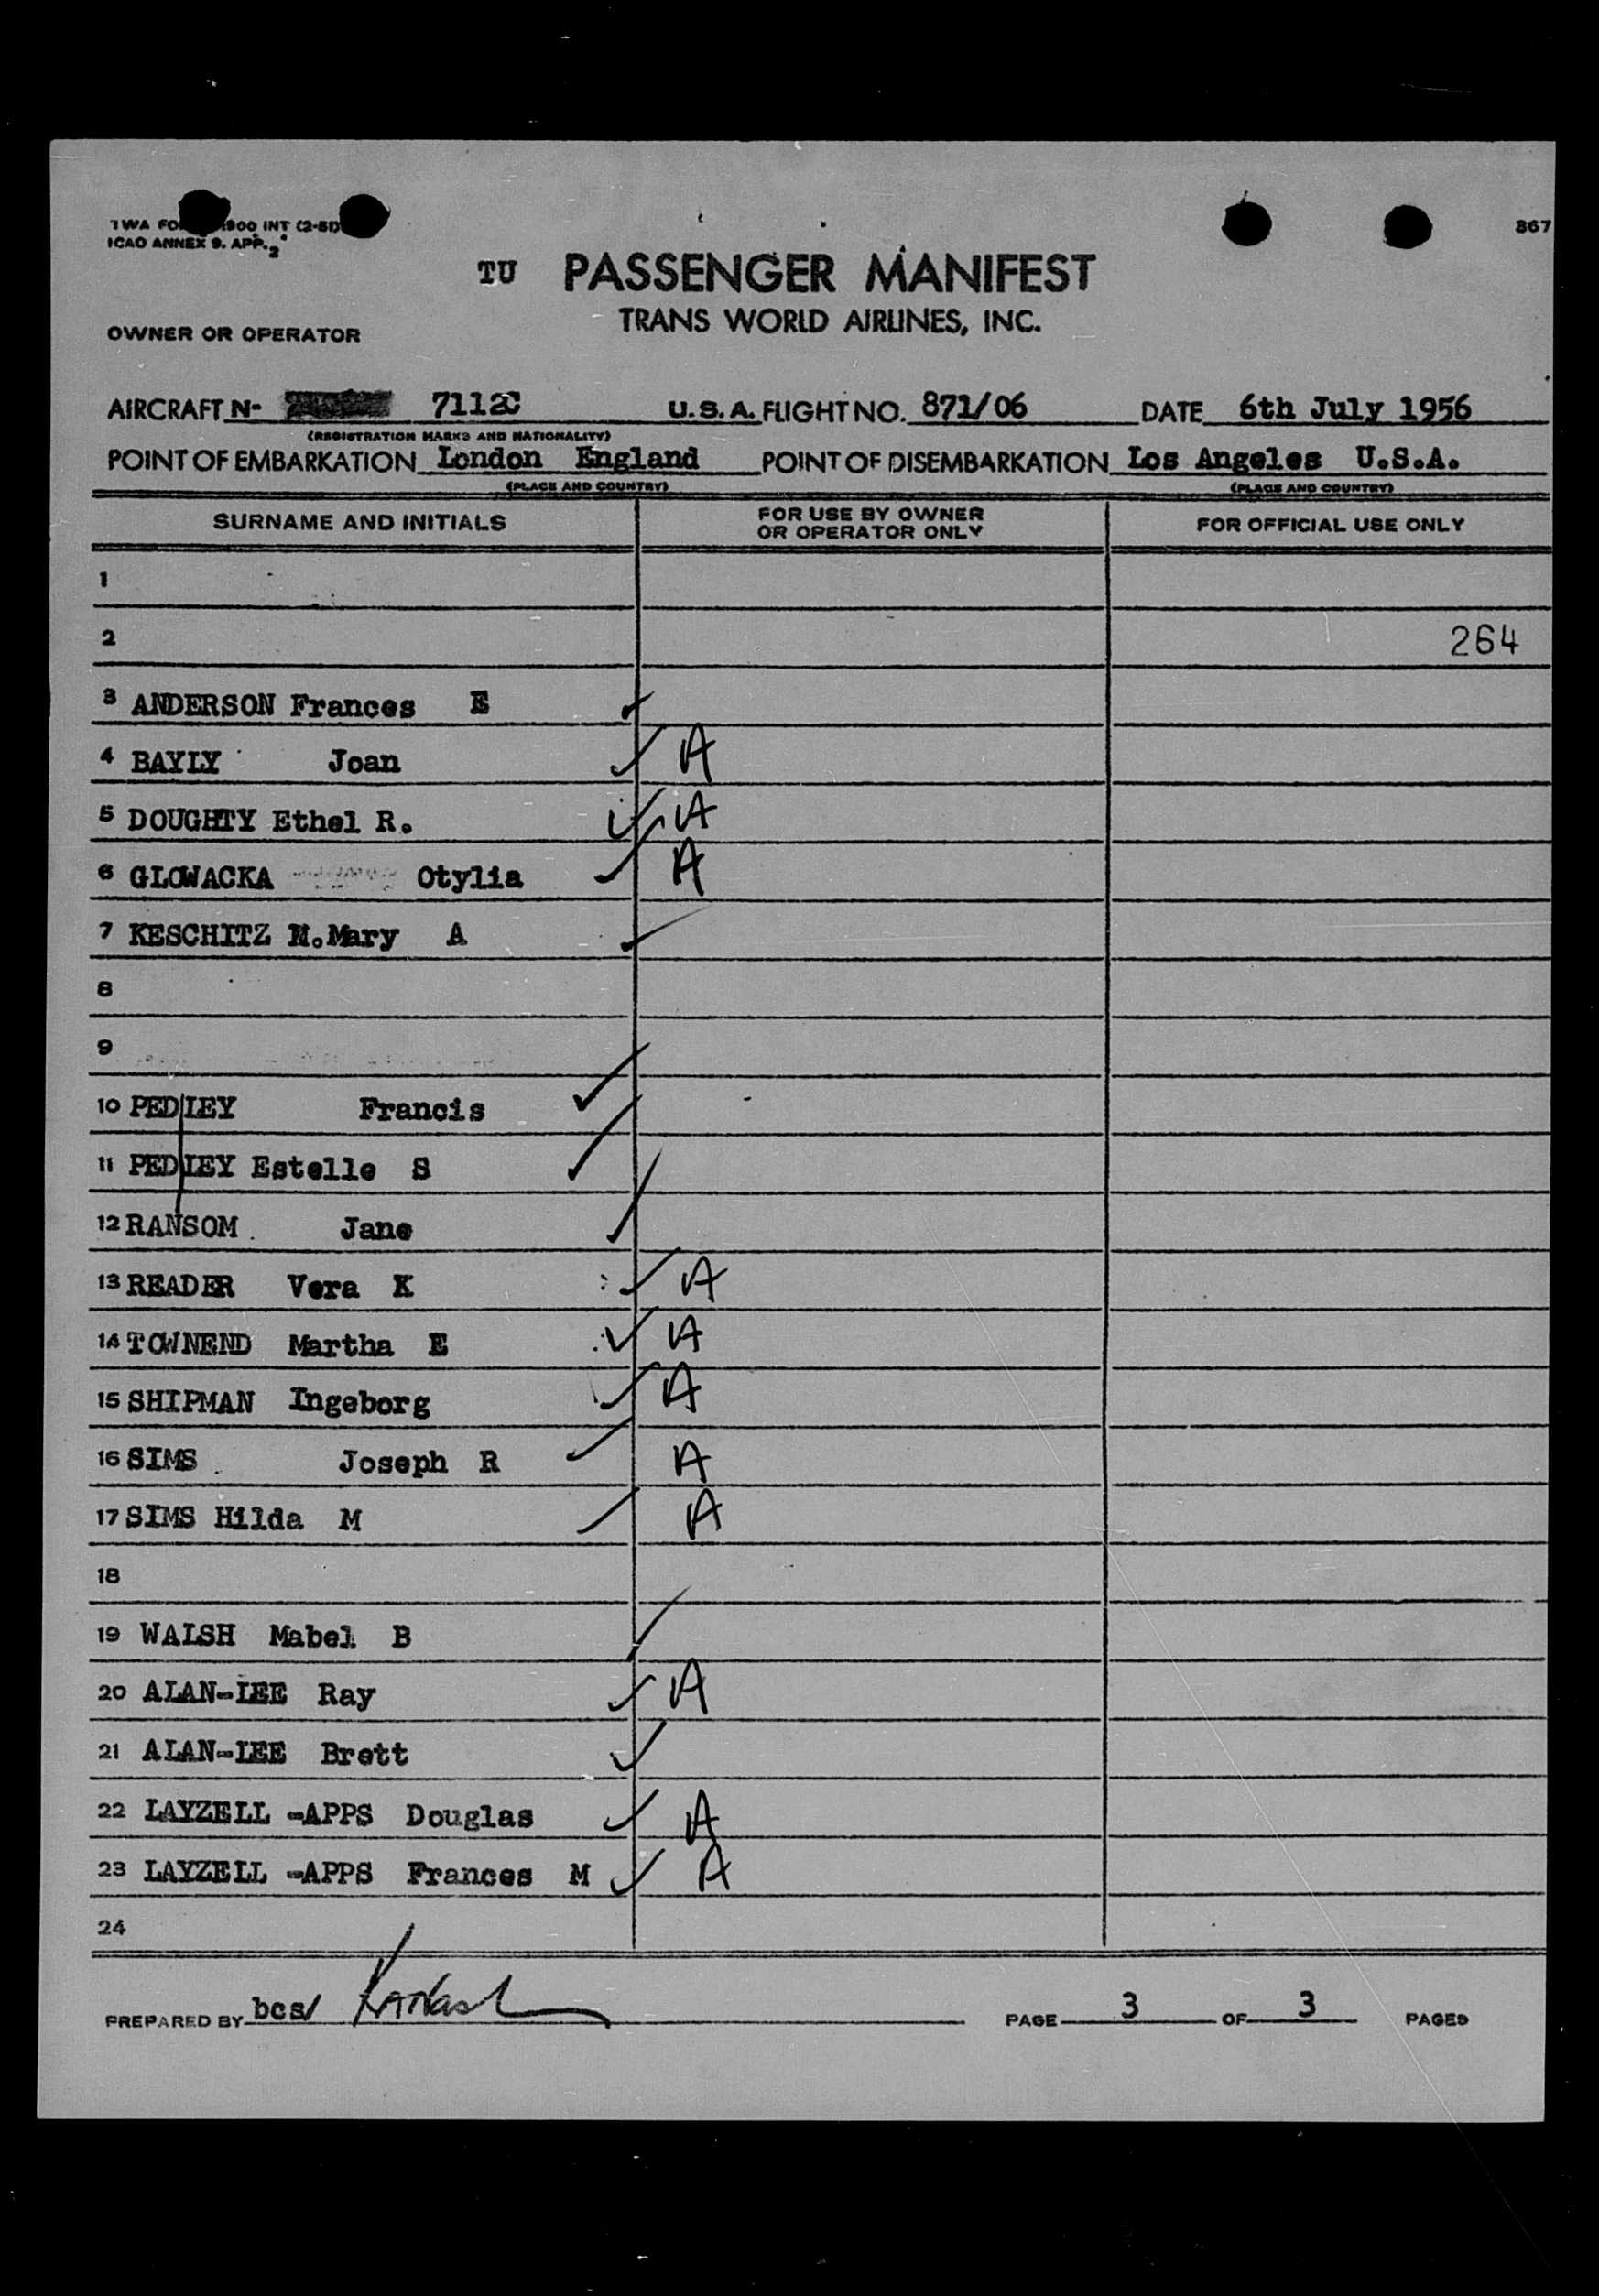 TWA FO 1800 INT (2-51)
ICAO ANNEX 9. APP. 2
867
TU PASSENGER MANIFEST
TRANS WORLD AIRLINES, INC.
OWNER OR OPERATOR
AIRCRAFT N- 7112C U.S.A. FLIGHT NO. 871/06 DATE 6th July 1956
(REGISTRATION MARKS AND NATIONALITY)
POINT OF EMBARKATION London England POINT OF DISEMBARKATION Los Angeles U.S.A.
(PLACE AND COUNTRY) (PLACE AND COUNTRY)
SURNAME AND INITIALS FOR USE BY OWNER OR OPERATOR ONLY FOR OFFICIAL USE ONLY
1
2 264
3 ANDERSON Frances E ✓
4 BAYLY Joan ✓ A
5 DOUGHTY Ethel R. ✓ A
6 GLOWACKA Otylia ✓ A
7 KESCHITZ M.Mary A ✓
8
9
10 PEDLEY Francis ✓
11 PEDLEY Estelle S ✓
12 RANSOM Jane ✓
13 READER Vera K ✓ A
14 TOWNEND Martha E ✓ A
15 SHIPMAN Ingeborg ✓ A
16 SIMS Joseph R ✓ A
17 SIMS Hilda M ✓ A
18
19 WALSH Mabel B ✓
20 ALAN-LEE Ray ✓ A
21 ALAN-LEE Brett ✓
22 LAYZELL -APPS Douglas ✓ A
23 LAYZELL -APPS Frances M ✓ A
24
PREPARED BY bcs/ PAGE 3 OF 3 PAGES